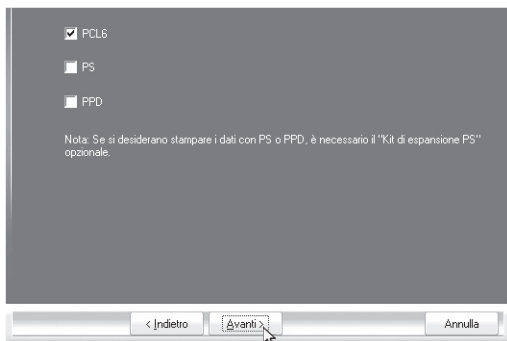 PCL6
PS
PPD
Nota: Se si desiderano stampare i dati con PS o PPD, è necessario il "Kit di espansione PS"
opzionale.
< Indietro
Avanti >
Annulla